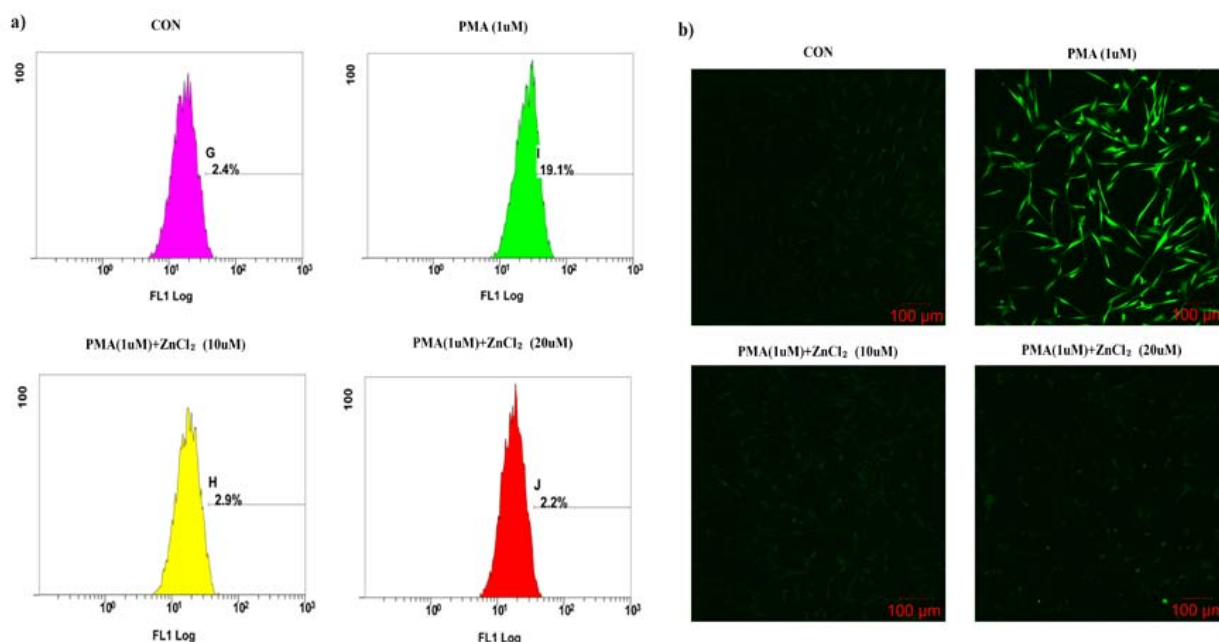 a)
CON
100
G
2.4%
10⁰ 10¹ 10² 10³
FL1 Log
PMA (1uM)
100
I
19.1%
10⁰ 10¹ 10² 10³
FL1 Log
PMA(1uM)+ZnCl₂ (10uM)
100
H
2.9%
10⁰ 10¹ 10² 10³
FL1 Log
PMA(1uM)+ZnCl₂ (20uM)
100
J
2.2%
10⁰ 10¹ 10² 10³
FL1 Log
b)
CON
100 µm
PMA (1uM)
100 µm
PMA(1uM)+ZnCl₂ (10uM)
100 µm
PMA(1uM)+ZnCl₂ (20uM)
100 µm